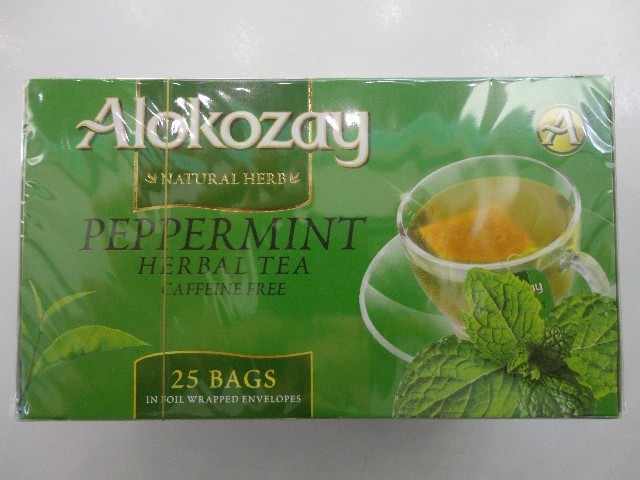 Alokozay
A
NATURAL HERB
PEPPERMINT
HERBAL TEA
CAFFEINE FREE
25 BAGS
IN FOIL WRAPPED ENVELOPES